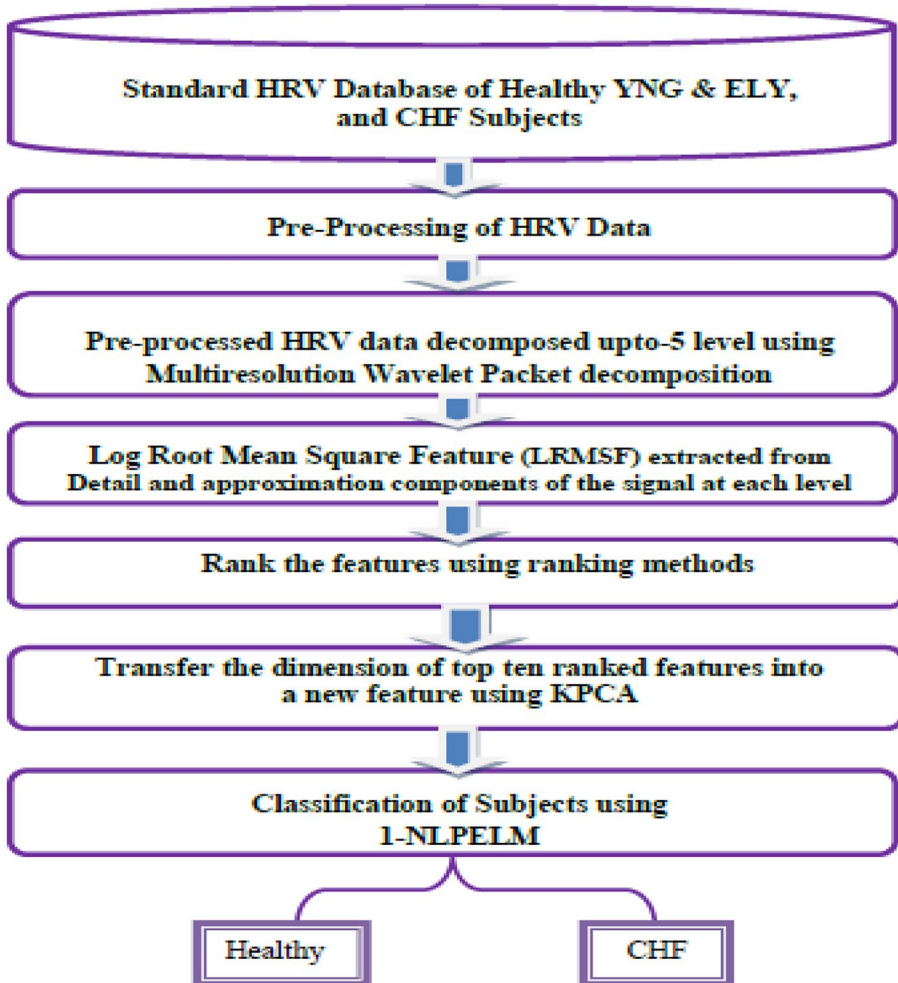 Standard HRV Database of Healthy YNG & ELY,
and CHF Subjects
Pre-Processing of HRV Data
Pre-processed HRV data decomposed upto-5 level using
Multiresolution Wavelet Packet decomposition
Log Root Mean Square Feature (LRMSF) extracted from
Detail and approximation components of the signal at each level
Rank the features using ranking methods
Transfer the dimension of top ten ranked features into
a new feature using KPCA
Classification of Subjects using
1-NLPELM
Healthy
CHF